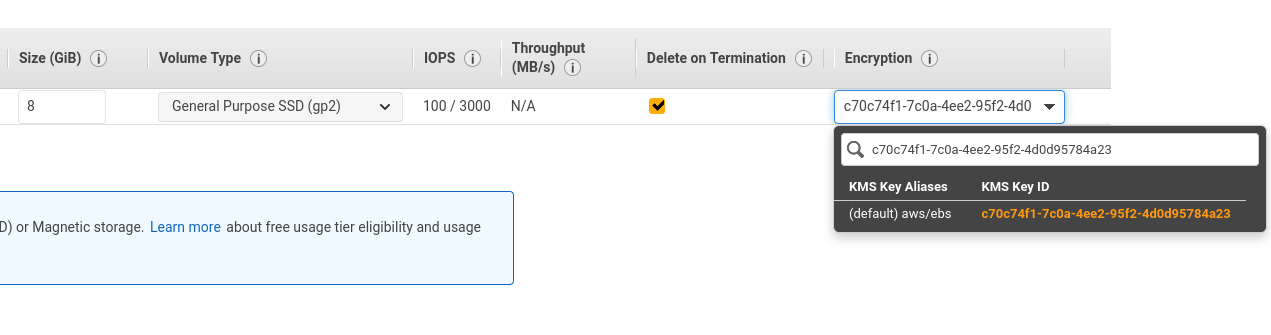 Size (GiB) Volume Type IOPS Throughput (MB/s) Delete on Termination Encryption
8 General Purpose SSD (gp2) 100 / 3000 N/A c70c74f1-7c0a-4ee2-95f2-4d0
c70c74f1-7c0a-4ee2-95f2-4d0d95784a23
KMS Key Aliases KMS Key ID
(default) aws/ebs c70c74f1-7c0a-4ee2-95f2-4d0d95784a23
D) or Magnetic storage. Learn more about free usage tier eligibility and usage